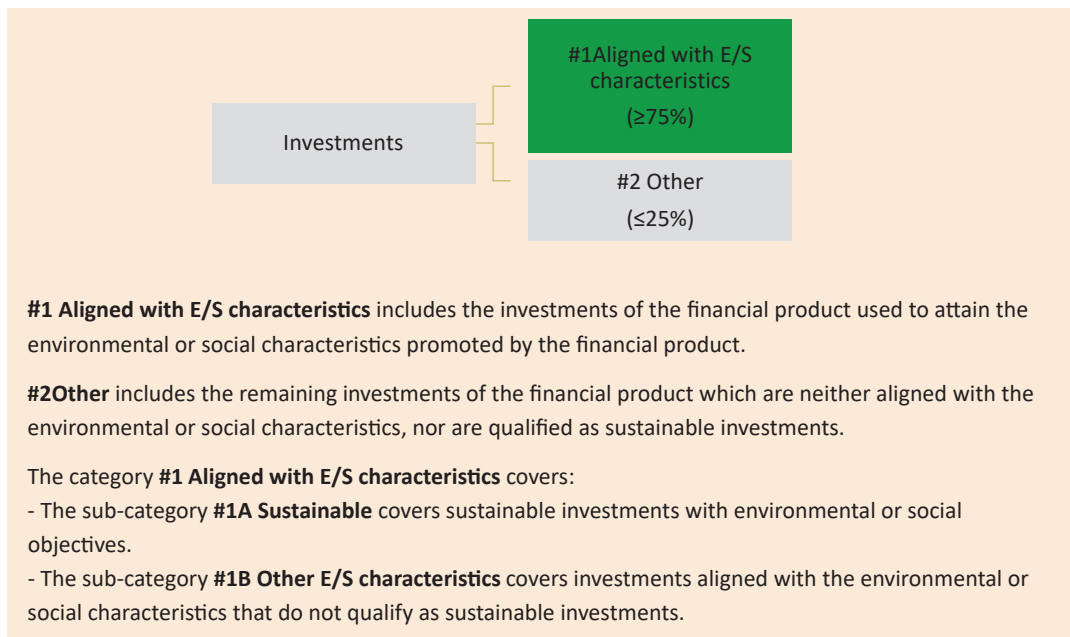 #1Aligned with E/S
characteristics
(≥75%)
Investments
#2 Other
(≤25%)
#1 Aligned with E/S characteristics includes the investments of the financial product used to attain the
environmental or social characteristics promoted by the financial product.
#2Other includes the remaining investments of the financial product which are neither aligned with the
environmental or social characteristics, nor are qualified as sustainable investments.
The category #1 Aligned with E/S characteristics covers:
- The sub-category #1A Sustainable covers sustainable investments with environmental or social
objectives.
- The sub-category #1B Other E/S characteristics covers investments aligned with the environmental or
social characteristics that do not qualify as sustainable investments.